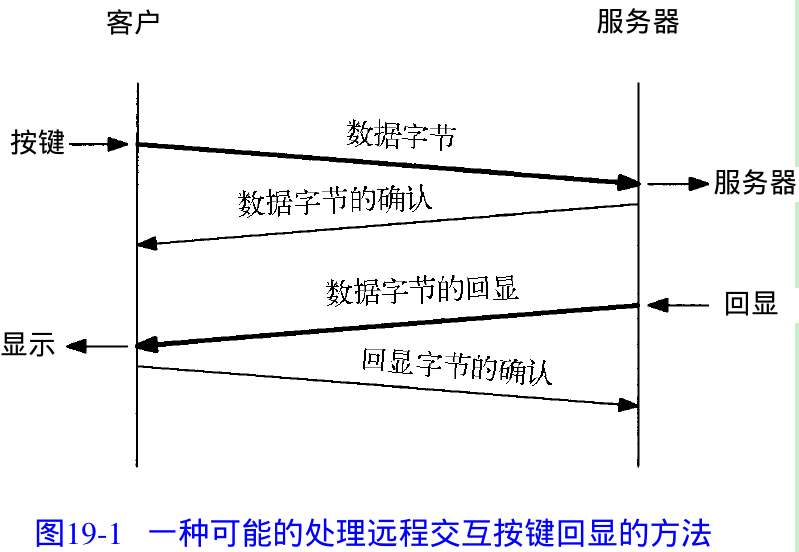 客户
服务器
按键
数据字节
服务器
数据字节的确认
数据字节的回显
回显
显示
回显字节的确认
图19-1 一种可能的处理远程交互按键回显的方法